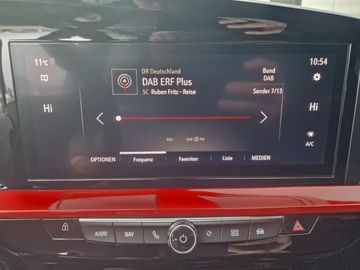 11°c
DR Deutschland
10:54
DAB ERF Plus
Band
DAB
5C Ruben Fritz - Reise
Sender 7/13
Hi
Hi
A/C
OPTIONEN
Frequenz
Favoriten
Liste
MEDIEN
AUDIO
NAV